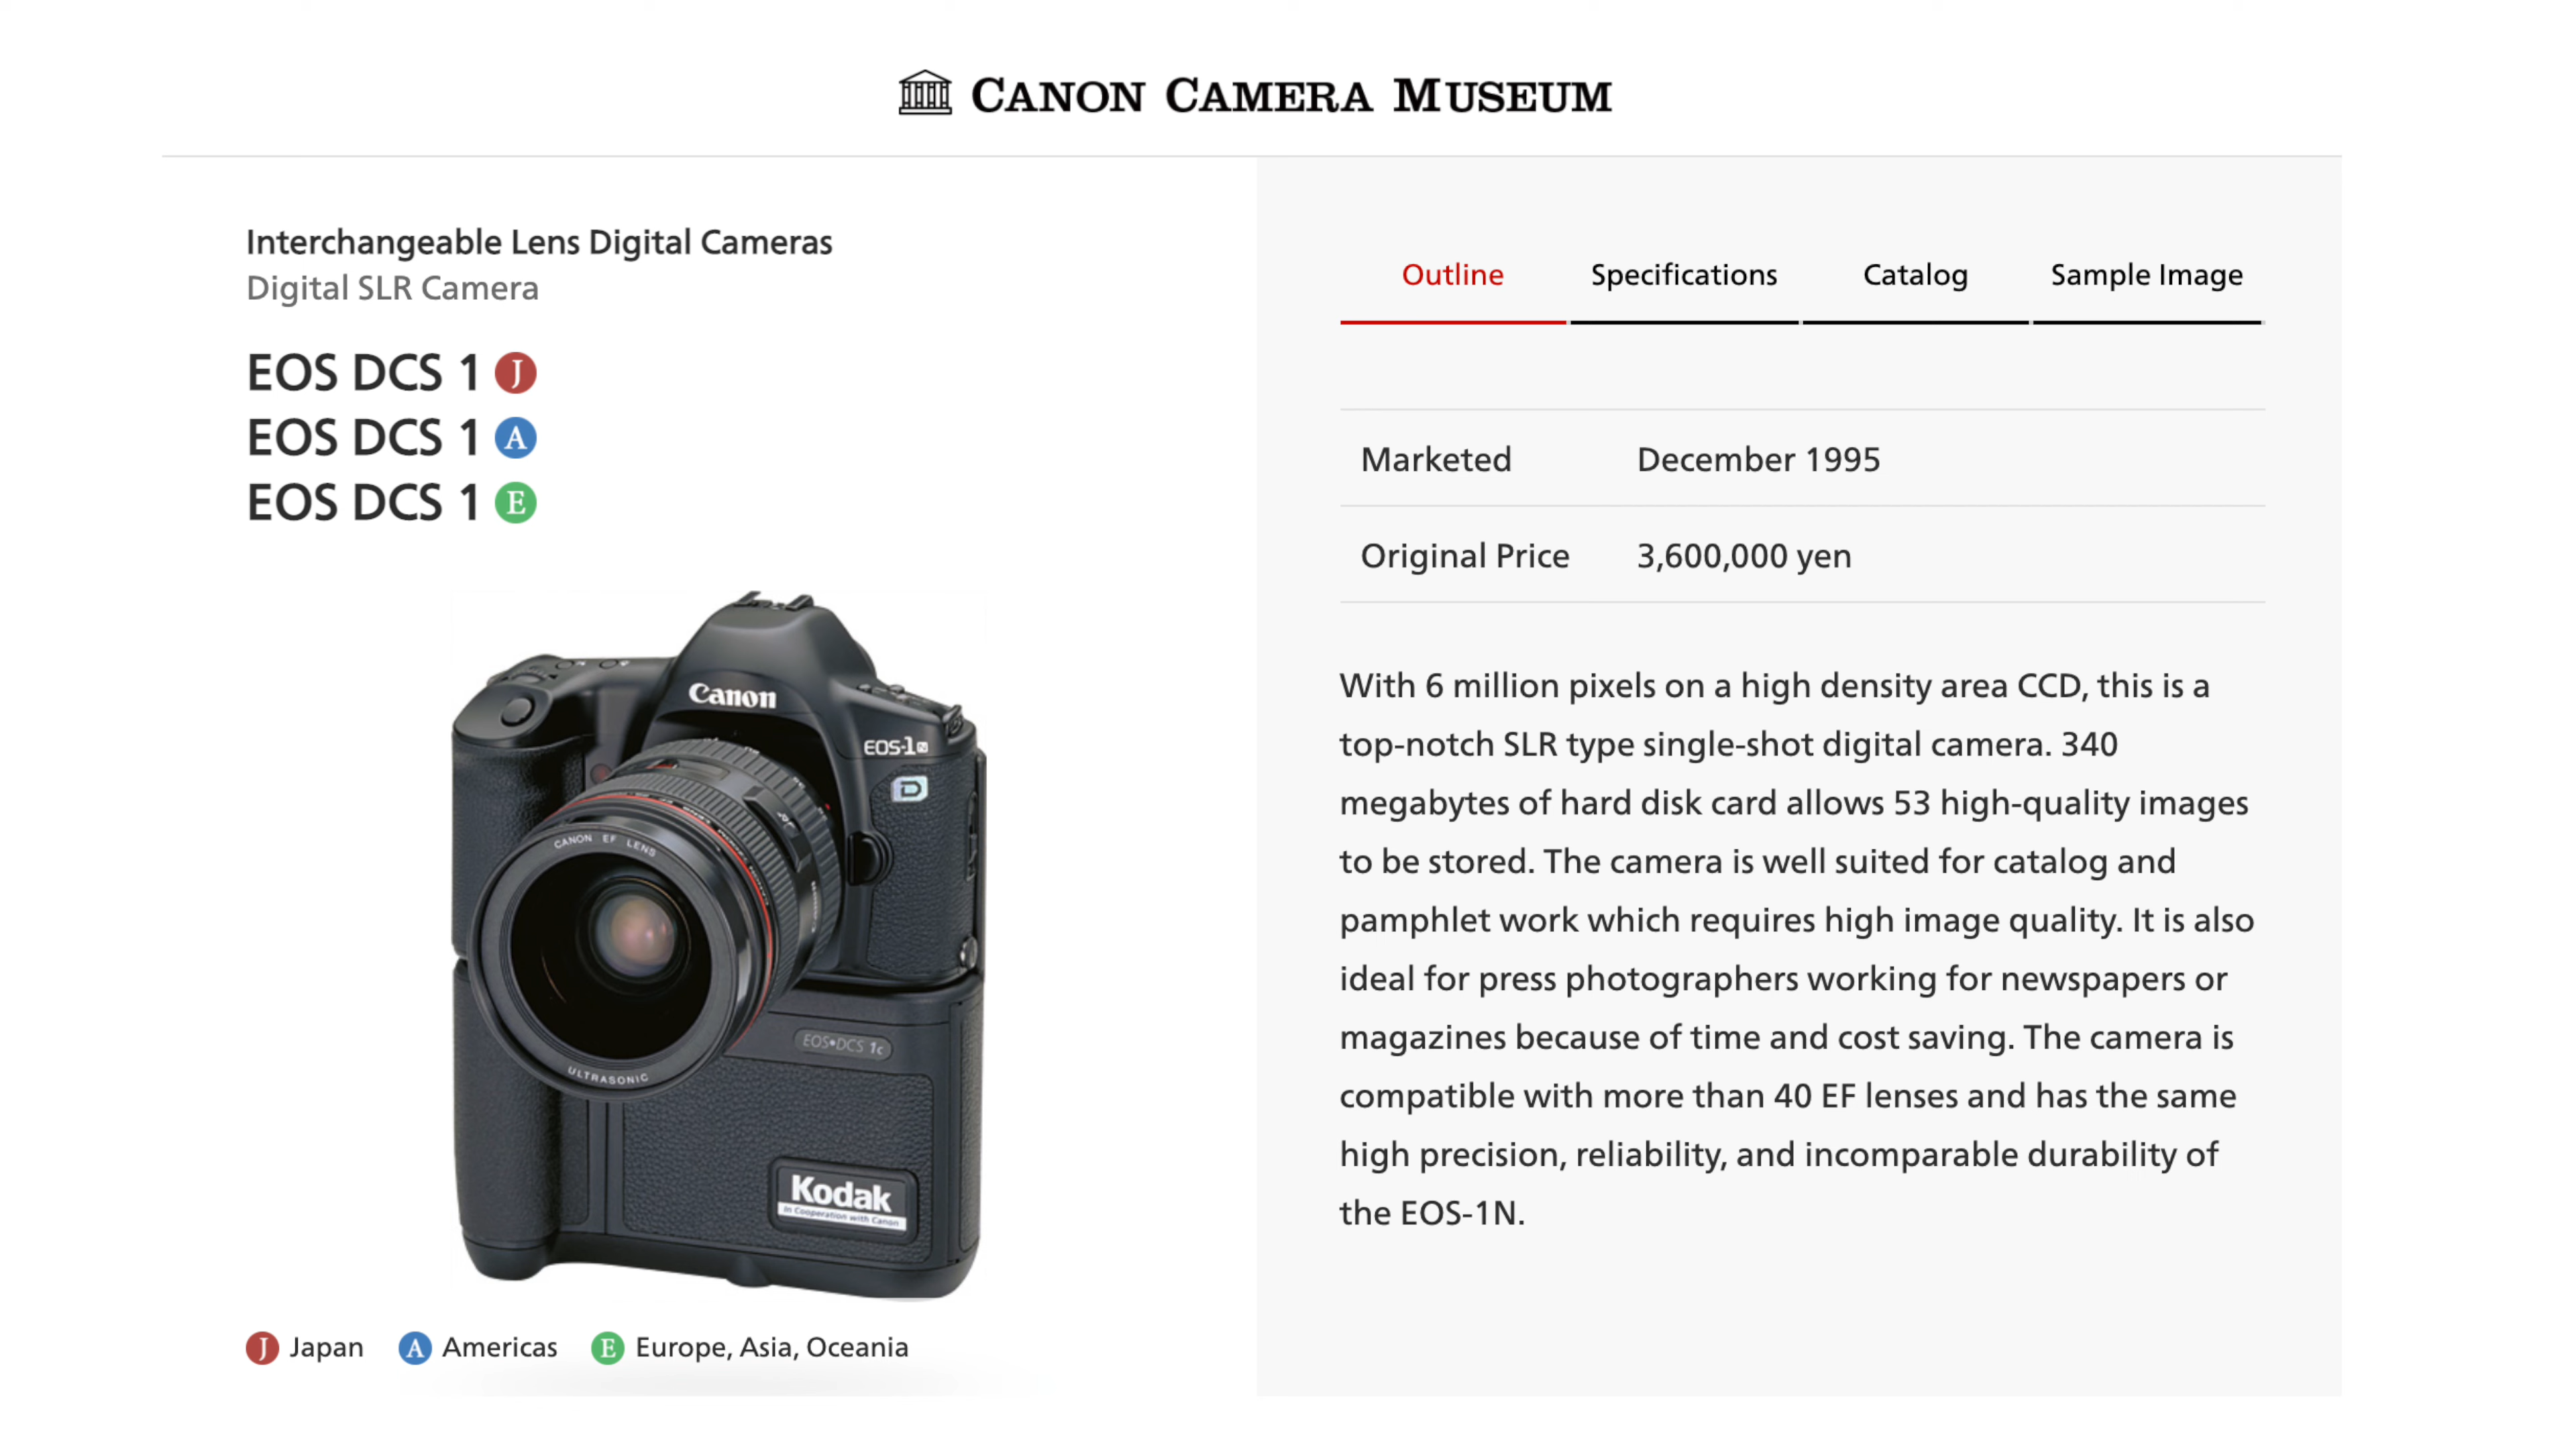 CANON CAMERA MUSEUM
Interchangeable Lens Digital Cameras
Digital SLR Camera
EOS DCS 1 J
EOS DCS 1 A
EOS DCS 1 E
Canon
EOS-1N
D
CANON EF LENS
ULTRASONIC
EOS•DCS 1c
Kodak
In Cooperation with Canon
J Japan A Americas E Europe, Asia, Oceania
Outline Specifications Catalog Sample Image
Marketed December 1995
Original Price 3,600,000 yen
With 6 million pixels on a high density area CCD, this is a
top-notch SLR type single-shot digital camera. 340
megabytes of hard disk card allows 53 high-quality images
to be stored. The camera is well suited for catalog and
pamphlet work which requires high image quality. It is also
ideal for press photographers working for newspapers or
magazines because of time and cost saving. The camera is
compatible with more than 40 EF lenses and has the same
high precision, reliability, and incomparable durability of
the EOS-1N.